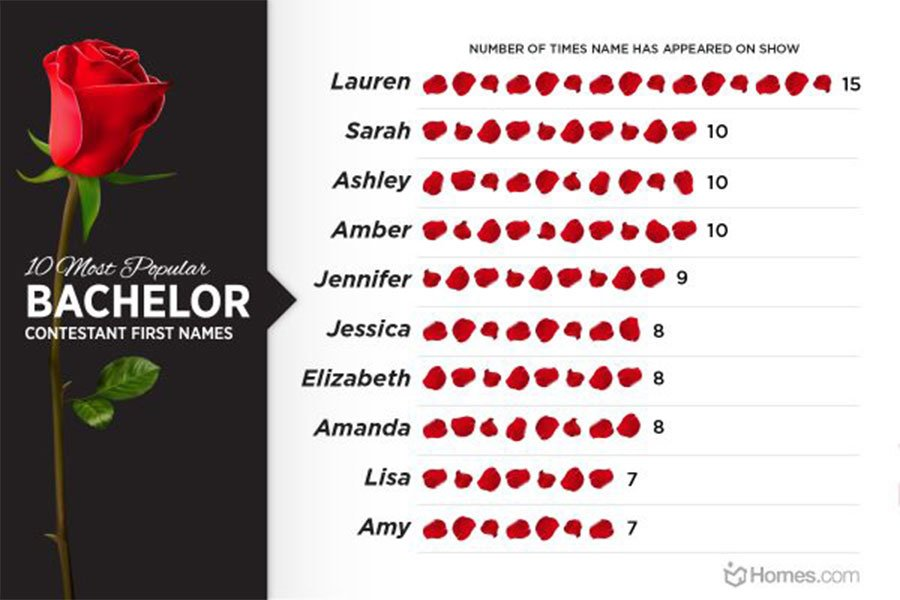 10 Most Popular
BACHELOR
CONTESTANT FIRST NAMES
NUMBER OF TIMES NAME HAS APPEARED ON SHOW
Lauren 15
Sarah 10
Ashley 10
Amber 10
Jennifer 9
Jessica 8
Elizabeth 8
Amanda 8
Lisa 7
Amy 7
Homes.com